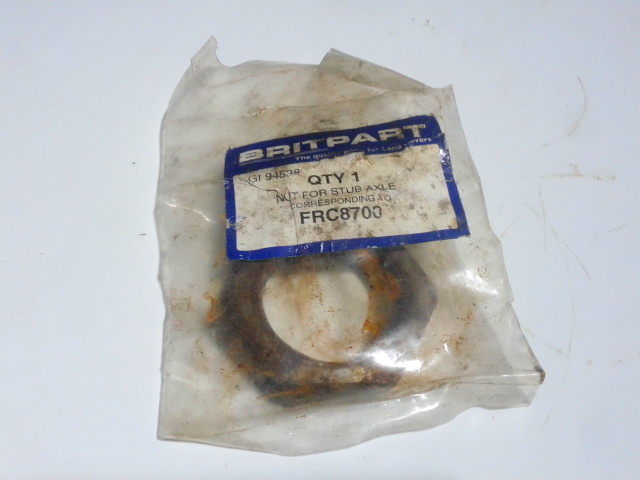 BRITPART
The quality parts for Land Rovers
GI 94539
QTY 1
NUT FOR STUB AXLE
CORRESPONDING TO
FRC8700